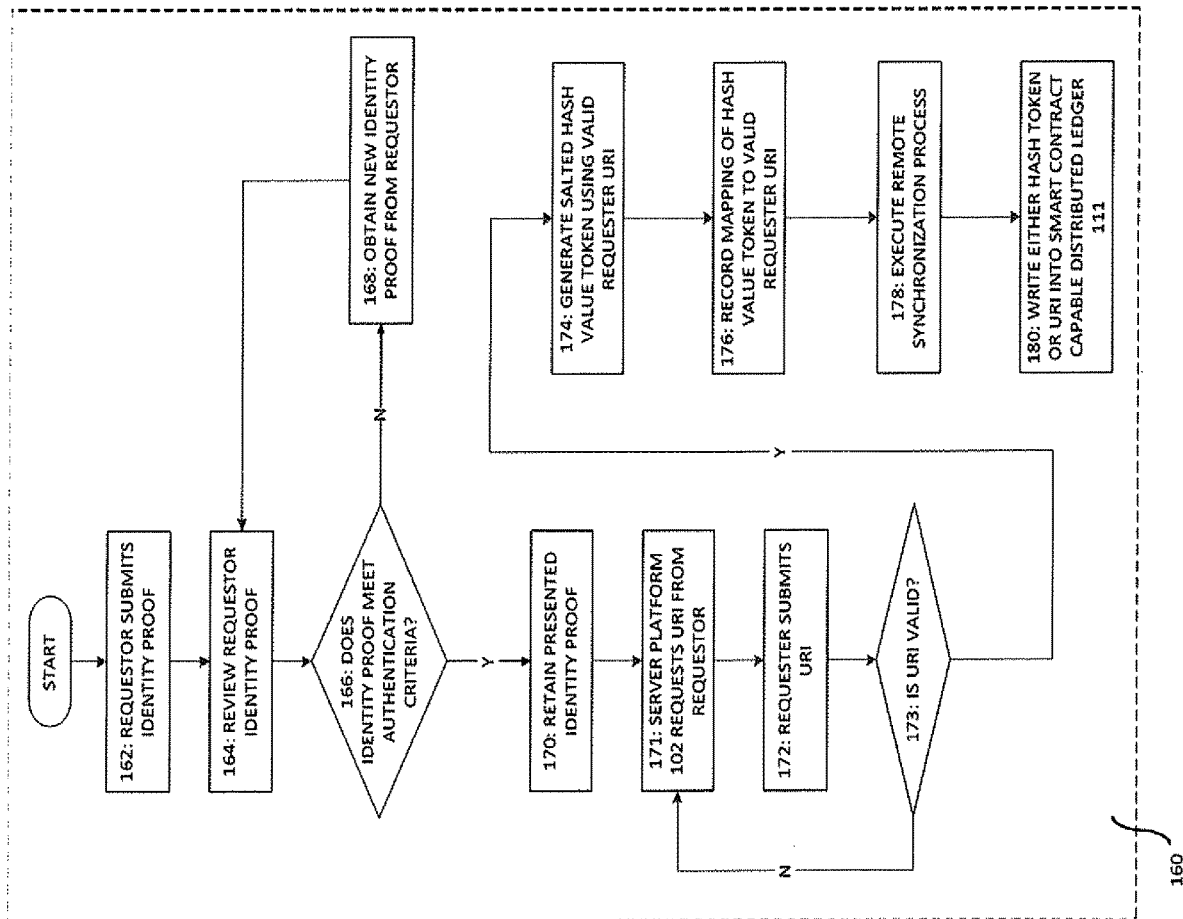 START
162: REQUESTOR SUBMITS
IDENTITY PROOF
164: REVIEW REQUESTOR
IDENTITY PROOF
166: DOES
IDENTITY PROOF MEET
AUTHENTICATION
CRITERIA?
N
168: OBTAIN NEW IDENTITY
PROOF FROM REQUESTOR
Y
170: RETAIN PRESENTED
IDENTITY PROOF
171: SERVER PLATFORM
102 REQUESTS URI FROM
REQUESTOR
172: REQUESTER SUBMITS
URI
173: IS URI VALID?
N
Y
174: GENERATE SALTED HASH
VALUE TOKEN USING VALID
REQUESTER URI
176: RECORD MAPPING OF HASH
VALUE TOKEN TO VALID
REQUESTER URI
178: EXECUTE REMOTE
SYNCHRONIZATION PROCESS
180: WRITE EITHER HASH TOKEN
OR URI INTO SMART CONTRACT
CAPABLE DISTRIBUTED LEDGER
111
160